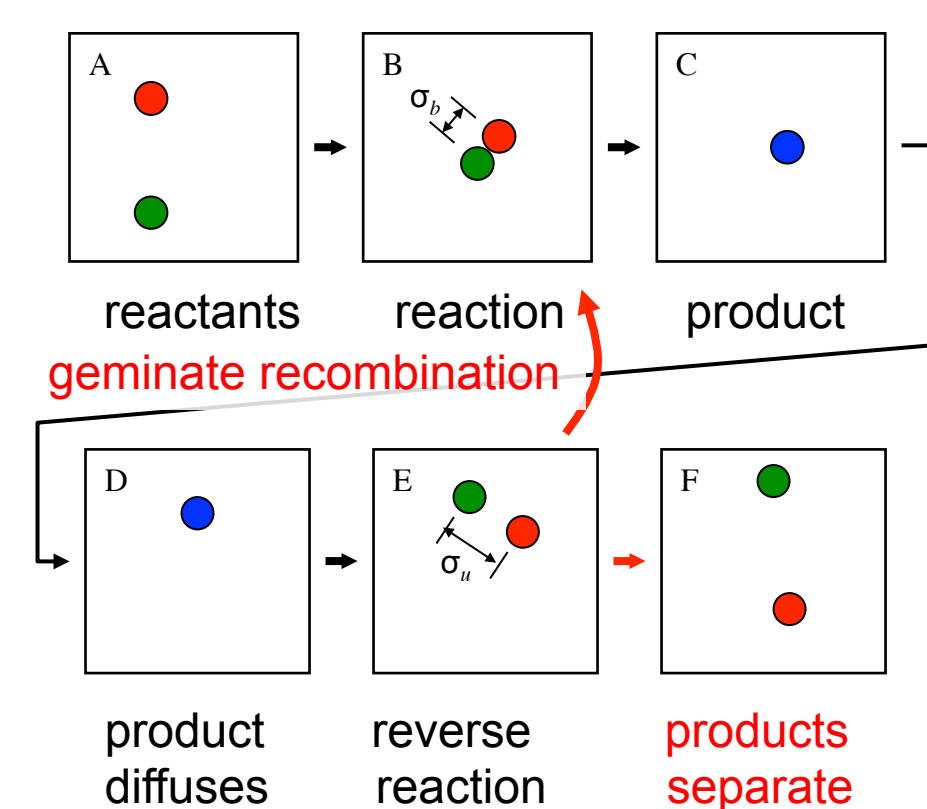 A
B
σb
C
reactants
reaction
product
geminate recombination
D
E
σu
F
product
diffuses
reverse
reaction
products
separate